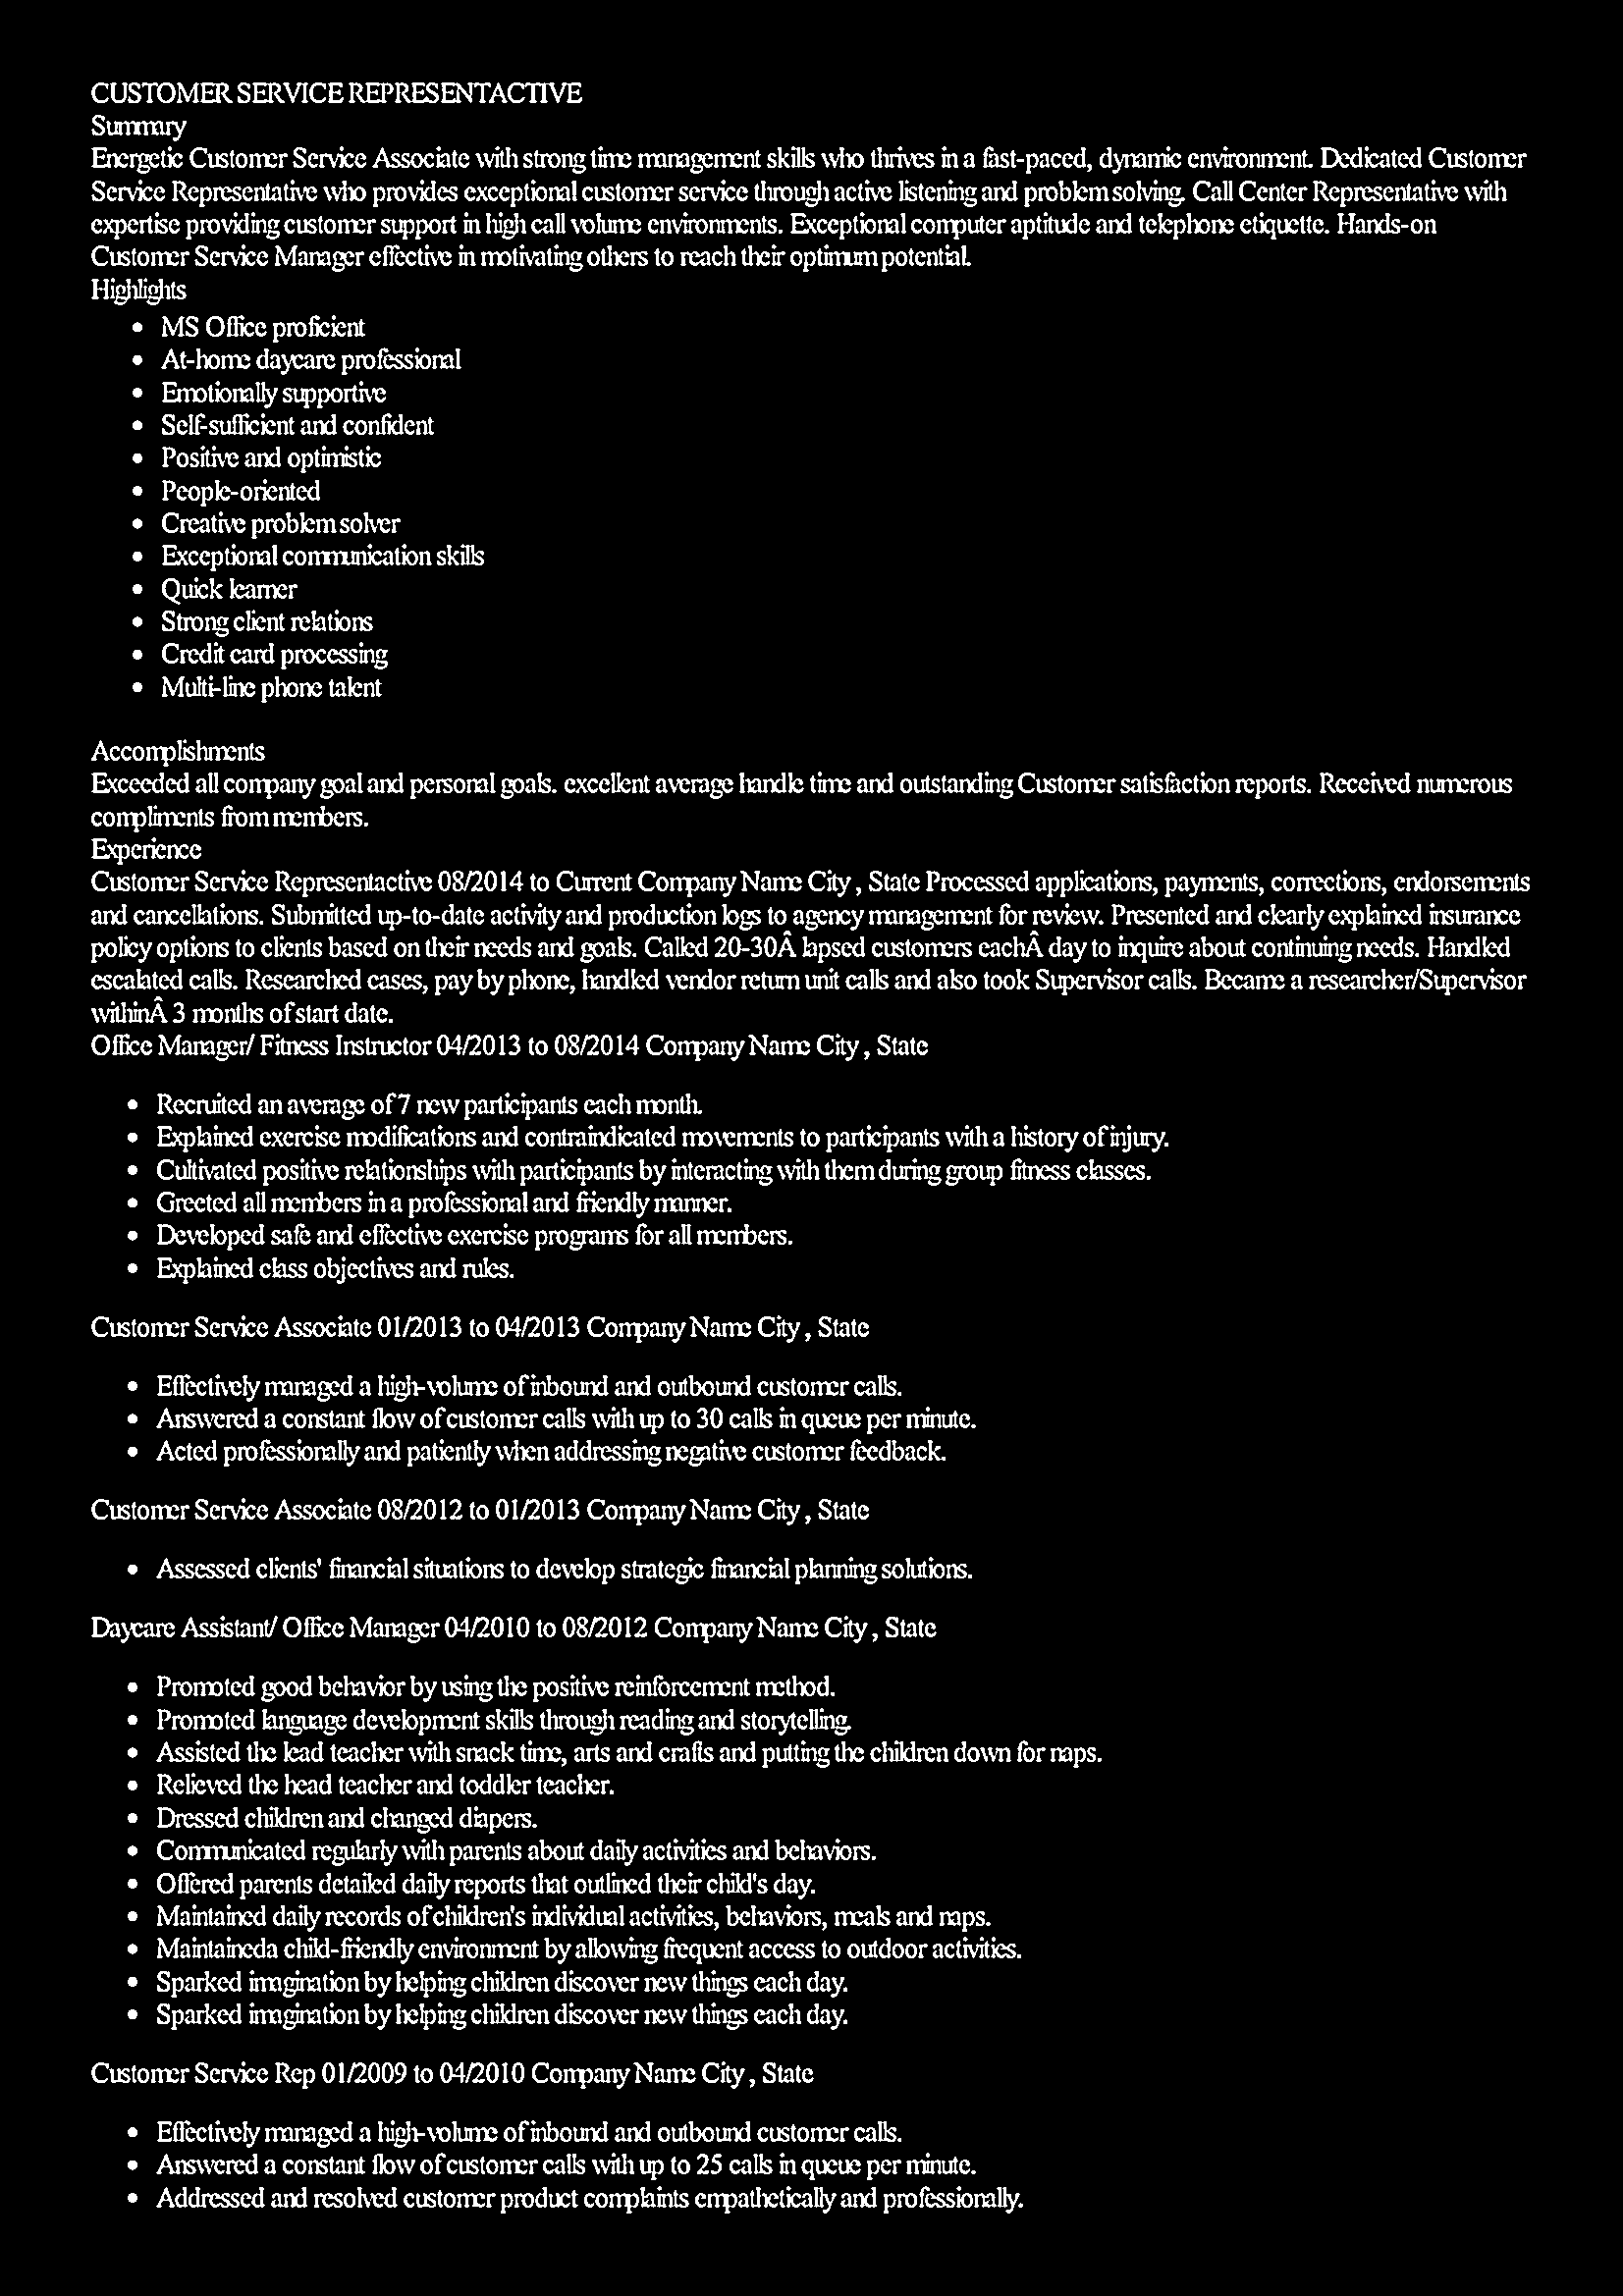 CUSTOMER SERVICE REPRESENTACTIVE
Summary
Energetic Customer Service Associate with strong time management skills who thrives in a fast-paced, dynamic environment. Dedicated Customer
Service Representative who provides exceptional customer service through active listening and problem solving. Call Center Representative with
expertise providing customer support in high call volume environments. Exceptional computer aptitude and telephone etiquette. Hands-on
Customer Service Manager effective in motivating others to reach their optimum potential.
Highlights
• MS Office proficient
• At-home daycare professional
• Emotionally supportive
• Self-sufficient and confident
• Positive and optimistic
• People-oriented
• Creative problem solver
• Exceptional communication skills
• Quick learner
• Strong client relations
• Credit card processing
• Multi-line phone talent
Accomplishments
Exceeded all company goal and personal goals. excellent average handle time and outstanding Customer satisfaction reports. Received numerous
compliments from members.
Experience
Customer Service Representactive 08/2014 to Current Company Name City , State Processed applications, payments, corrections, endorsements
and cancellations. Submitted up-to-date activity and production logs to agency management for review. Presented and clearly explained insurance
policy options to clients based on their needs and goals. Called 20-30Â lapsed customers eachÂ day to inquire about continuing needs. Handled
escalated calls. Researched cases, pay by phone, handled vendor return unit calls and also took Supervisor calls. Became a researcher/Supervisor
withinÂ 3 months of start date.
Office Manager/ Fitness Instructor 04/2013 to 08/2014 Company Name City , State
• Recruited an average of 7 new participants each month.
• Explained exercise modifications and contraindicated movements to participants with a history of injury.
• Cultivated positive relationships with participants by interacting with them during group fitness classes.
• Greeted all members in a professional and friendly manner.
• Developed safe and effective exercise programs for all members.
• Explained class objectives and rules.
Customer Service Associate 01/2013 to 04/2013 Company Name City , State
• Effectively managed a high-volume of inbound and outbound customer calls.
• Answered a constant flow of customer calls with up to 30 calls in queue per minute.
• Acted professionally and patiently when addressing negative customer feedback.
Customer Service Associate 08/2012 to 01/2013 Company Name City , State
• Assessed clients' financial situations to develop strategic financial planning solutions.
Daycare Assistant/ Office Manager 04/2010 to 08/2012 Company Name City , State
• Promoted good behavior by using the positive reinforcement method.
• Promoted language development skills through reading and storytelling.
• Assisted the lead teacher with snack time, arts and crafts and putting the children down for naps.
• Relieved the head teacher and toddler teacher.
• Dressed children and changed diapers.
• Communicated regularly with parents about daily activities and behaviors.
• Offered parents detailed daily reports that outlined their child's day.
• Maintained daily records of children's individual activities, behaviors, meals and naps.
• Maintaineda child-friendly environment by allowing frequent access to outdoor activities.
• Sparked imagination by helping children discover new things each day.
• Sparked imagination by helping children discover new things each day.
Customer Service Rep 01/2009 to 04/2010 Company Name City , State
• Effectively managed a high-volume of inbound and outbound customer calls.
• Answered a constant flow of customer calls with up to 25 calls in queue per minute.
• Addressed and resolved customer product complaints empathetically and professionally.